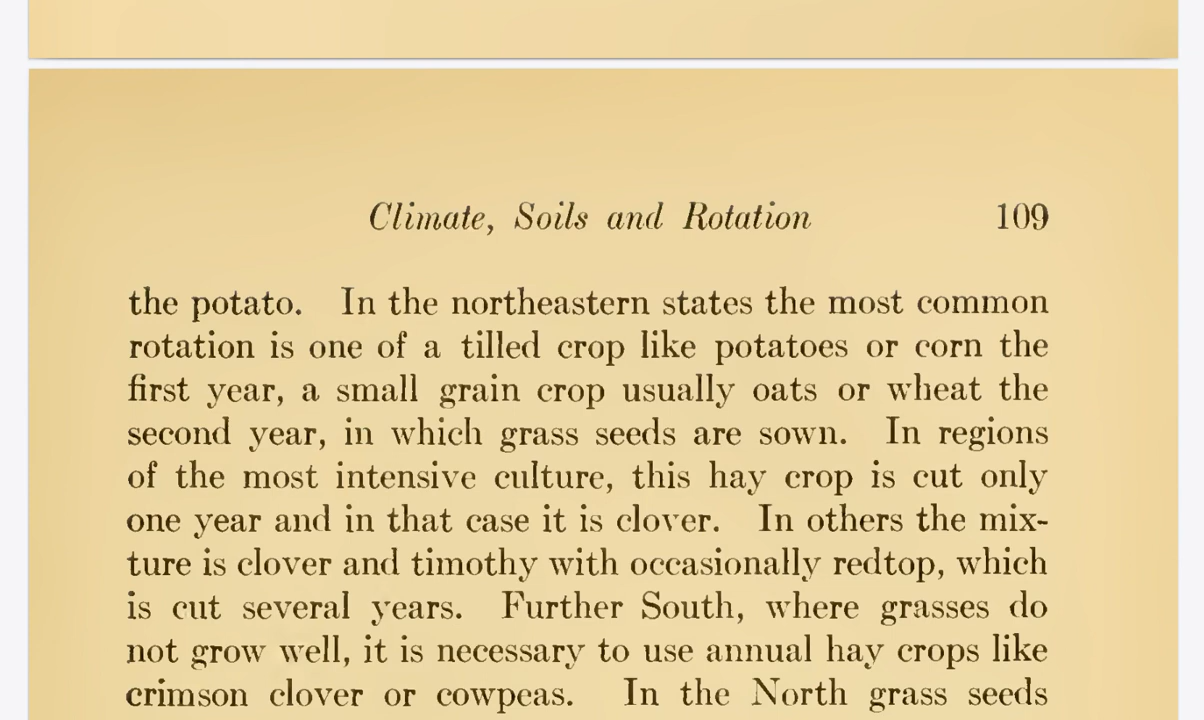 Climate, Soils and Rotation 109
the potato. In the northeastern states the most common
rotation is one of a tilled crop like potatoes or corn the
first year, a small grain crop usually oats or wheat the
second year, in which grass seeds are sown. In regions
of the most intensive culture, this hay crop is cut only
one year and in that case it is clover. In others the mix-
ture is clover and timothy with occasionally redtop, which
is cut several years. Further South, where grasses do
not grow well, it is necessary to use annual hay crops like
crimson clover or cowpeas. In the North grass seeds